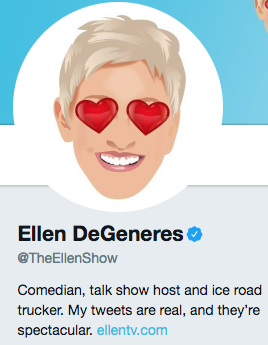 Ellen DeGeneres
@TheEllenShow
Comedian, talk show host and ice road
trucker. My tweets are real, and they're
spectacular. ellentv.com